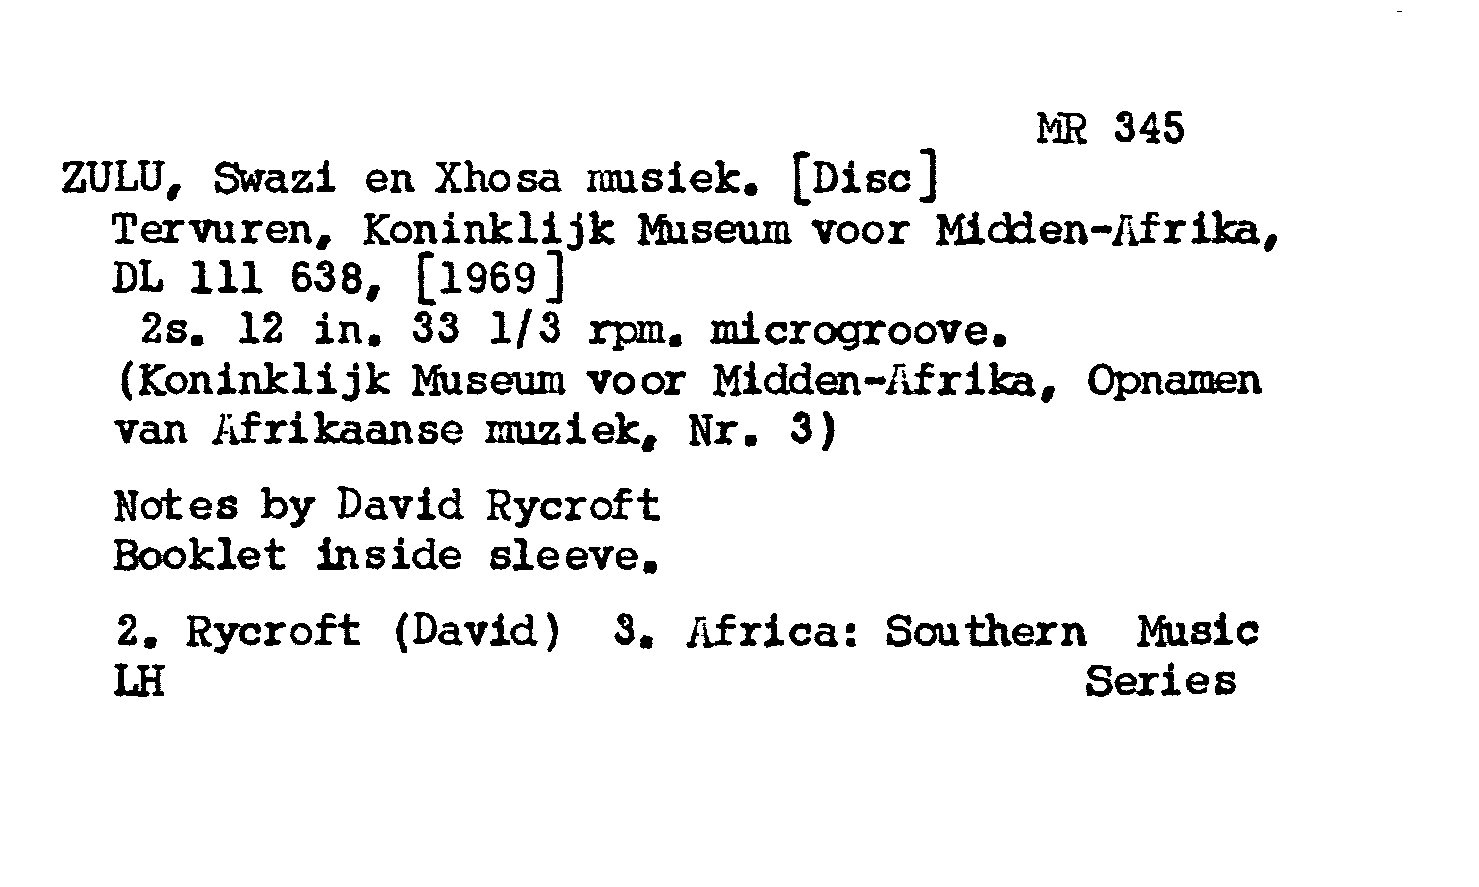 MR 345
ZULU, Swazi en Xhosa musiek. [Disc]
Tervuren, Koninklijk Museum voor Midden-Afrika,
DL 111 638, [1969]
2s. 12 in. 33 1/3 rpm. microgroove.
(Koninklijk Museum voor Midden-Afrika, Opnamen
van Afrikaanse muziek, Nr. 3)
Notes by David Rycroft
Booklet inside sleeve.
2. Rycroft (David) 3. Africa: Southern Music
LH Series